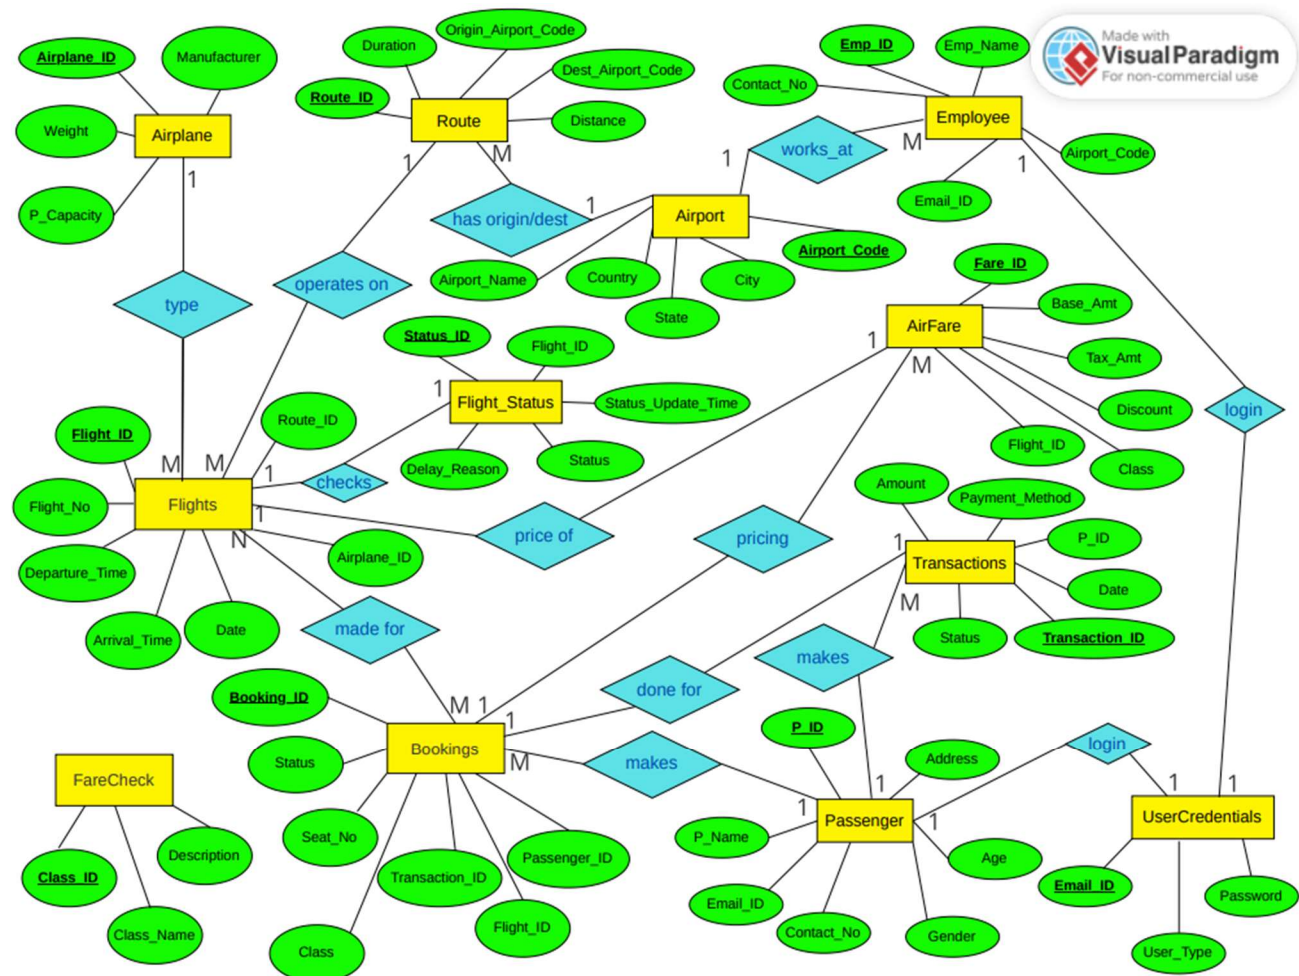 Made with
Visual Paradigm
For non-commercial use
Airplane_ID
Manufacturer
Weight
Airplane
P_Capacity
1
Duration
Origin_Airport_Code
Dest_Airport_Code
Route_ID
Route
Distance
1
M
Emp_ID
Emp_Name
Contact_No
Employee
Airport_Code
Email_ID
M
1
works_at
1
has origin/dest
1
Airport
Airport_Name
Country
State
City
Airport_Code
type
operates on
Fare_ID
Base_Amt
AirFare
Tax_Amt
Discount
Class
Flight_ID
1
M
Status_ID
Flight_ID
1
Flight_Status
Status_Update_Time
Delay_Reason
Status
login
Flight_ID
Route_ID
M
M
1
checks
Flight_No
Flights
1
N
Departure_Time
Airplane_ID
Arrival_Time
Date
price of
pricing
Amount
Payment_Method
P_ID
1
Transactions
Date
M
Status
Transaction_ID
made for
makes
done for
Booking_ID
M
1
1
Bookings
M
Status
Seat_No
Class
Transaction_ID
Flight_ID
Passenger_ID
makes
FareCheck
Class_ID
Class_Name
Description
P_ID
Address
1
1
Passenger
1
P_Name
Email_ID
Contact_No
Gender
Age
login
1
1
UserCredentials
Email_ID
Password
User_Type